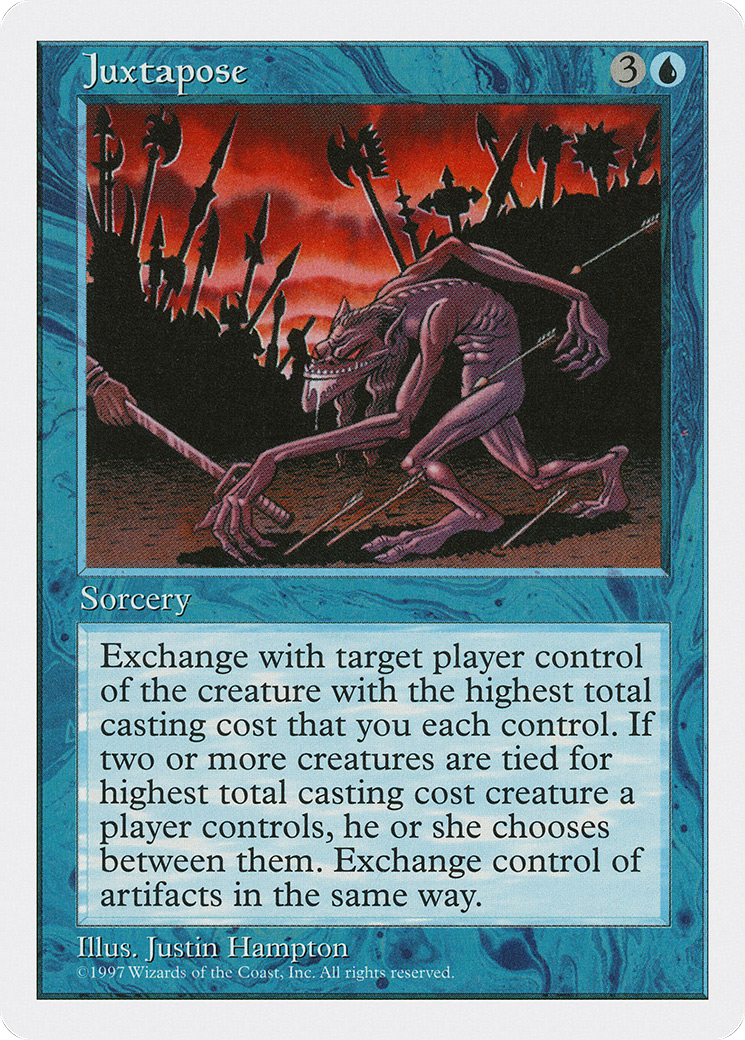 Juxtapose 3
Sorcery
Exchange with target player control
of the creature with the highest total
casting cost that you each control. If
two or more creatures are tied for
highest total casting cost creature a
player controls, he or she chooses
between them. Exchange control of
artifacts in the same way.
Illus. Justin Hampton
©1997 Wizards of the Coast, Inc. All rights reserved.